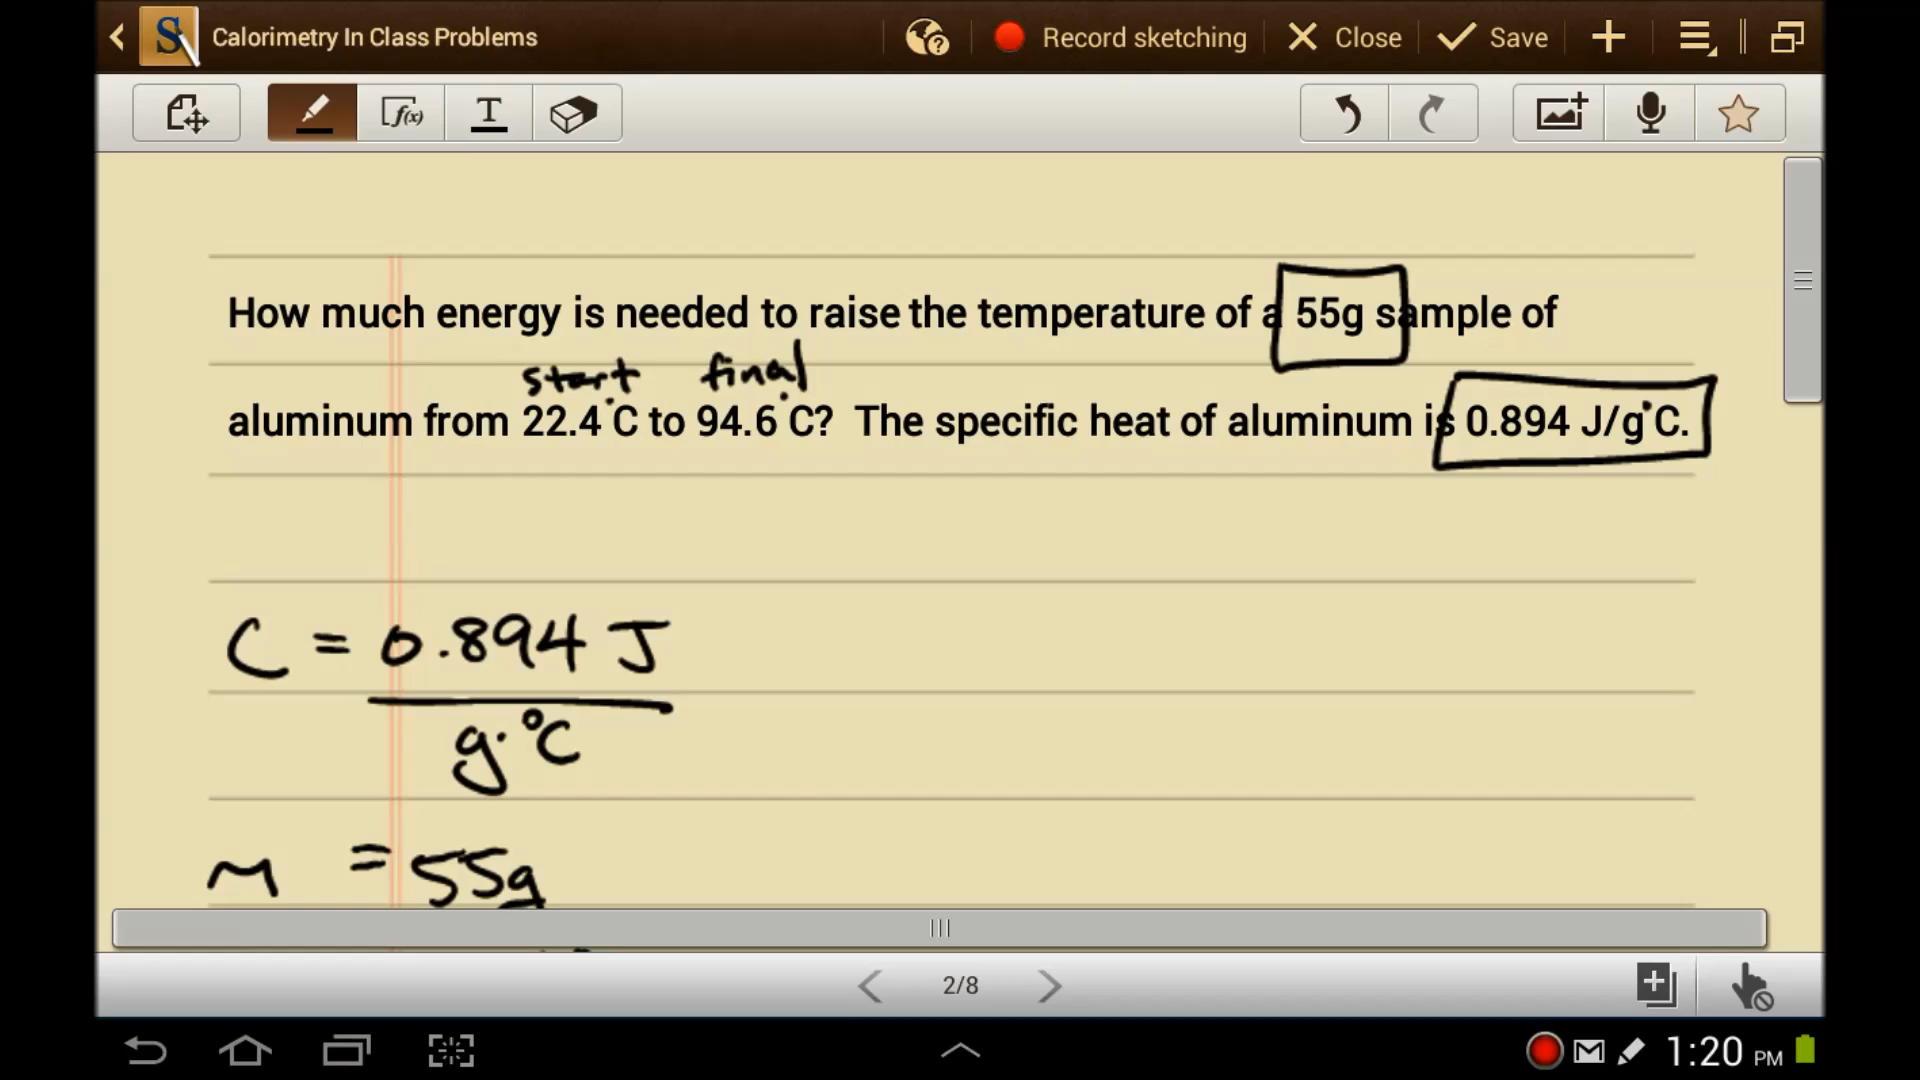 Calorimetry In Class Problems
Record sketching
Close
Save
f(x)
T
How much energy is needed to raise the temperature of a 55g sample of
start final
aluminum from 22.4°C to 94.6°C? The specific heat of aluminum is 0.894 J/g°C.
C = 0.894 J
g·°C
m = 55g
2/8
1:20 PM